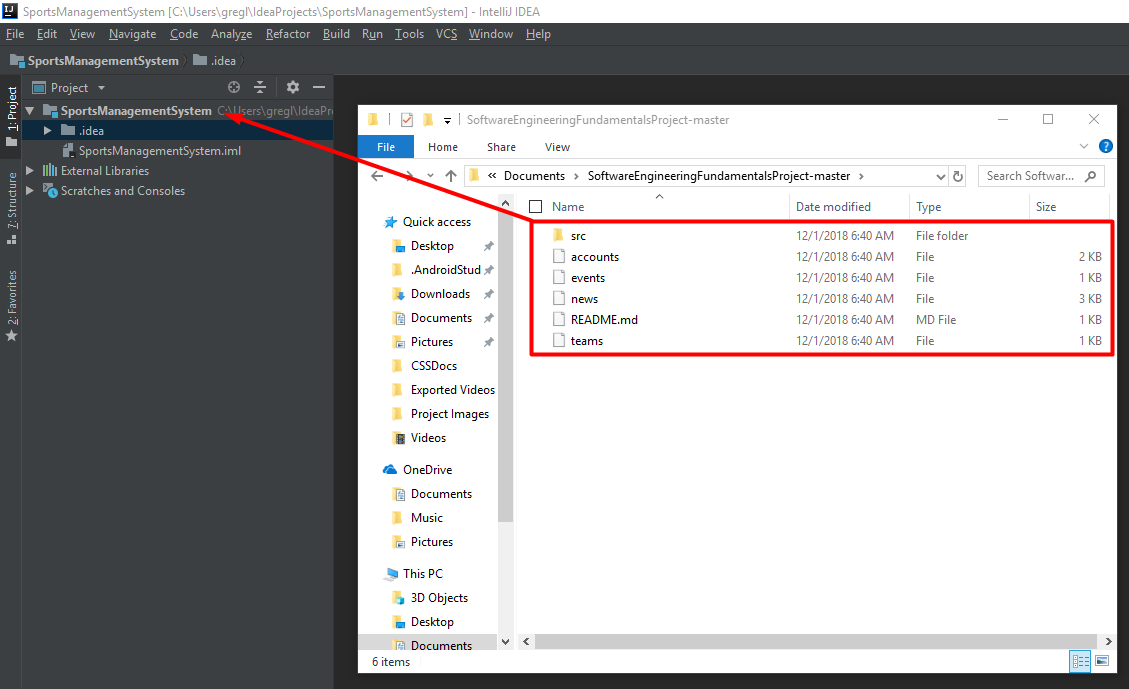 SportsManagementSystem [C:\Users\gregl\IdeaProjects\SportsManagementSystem] - IntelliJ IDEA
File Edit View Navigate Code Analyze Refactor Build Run Tools VCS Window Help
SportsManagementSystem .idea
1: Project
7: Structure
2: Favorites
Project
SportsManagementSystem C:\Users\gregl\IdeaPr
.idea
SportsManagementSystem.iml
External Libraries
Scratches and Consoles
SoftwareEngineeringFundamentalsProject-master
File Home Share View
« Documents › SoftwareEngineeringFundamentalsProject-master › Search Softwar...
Name Date modified Type Size
src 12/1/2018 6:40 AM File folder
accounts 12/1/2018 6:40 AM File 2 KB
events 12/1/2018 6:40 AM File 1 KB
news 12/1/2018 6:40 AM File 3 KB
README.md 12/1/2018 6:40 AM MD File 1 KB
teams 12/1/2018 6:40 AM File 1 KB
Quick access
Desktop
.AndroidStud
Downloads
Documents
Pictures
CSSDocs
Exported Videos
Project Images
Videos
OneDrive
Documents
Music
Pictures
This PC
3D Objects
Desktop
Documents
6 items